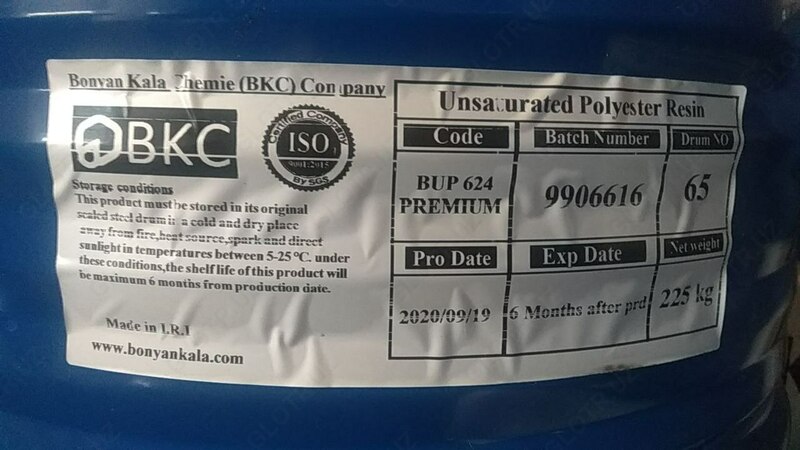 Bonyan Kala Chemie (BKC) Company
BKC
Certified Company
ISO
9001:2015
By SGS
Storage conditions
This product must be stored in its original
sealed steel drum in a cold and dry place
away from fire,heat source,spark and direct
sunlight in temperatures between 5-25 °C. under
these conditions,the shelf life of this product will
be maximum 6 months from production date.
Made in I.R.I
www.bonyankala.com
Unsaturated Polyester Resin
Code Batch Number Drum NO
BUP 624 PREMIUM 9906616 65
Pro Date Exp Date Net weight
2020/09/19 6 Months after prd 225 kg